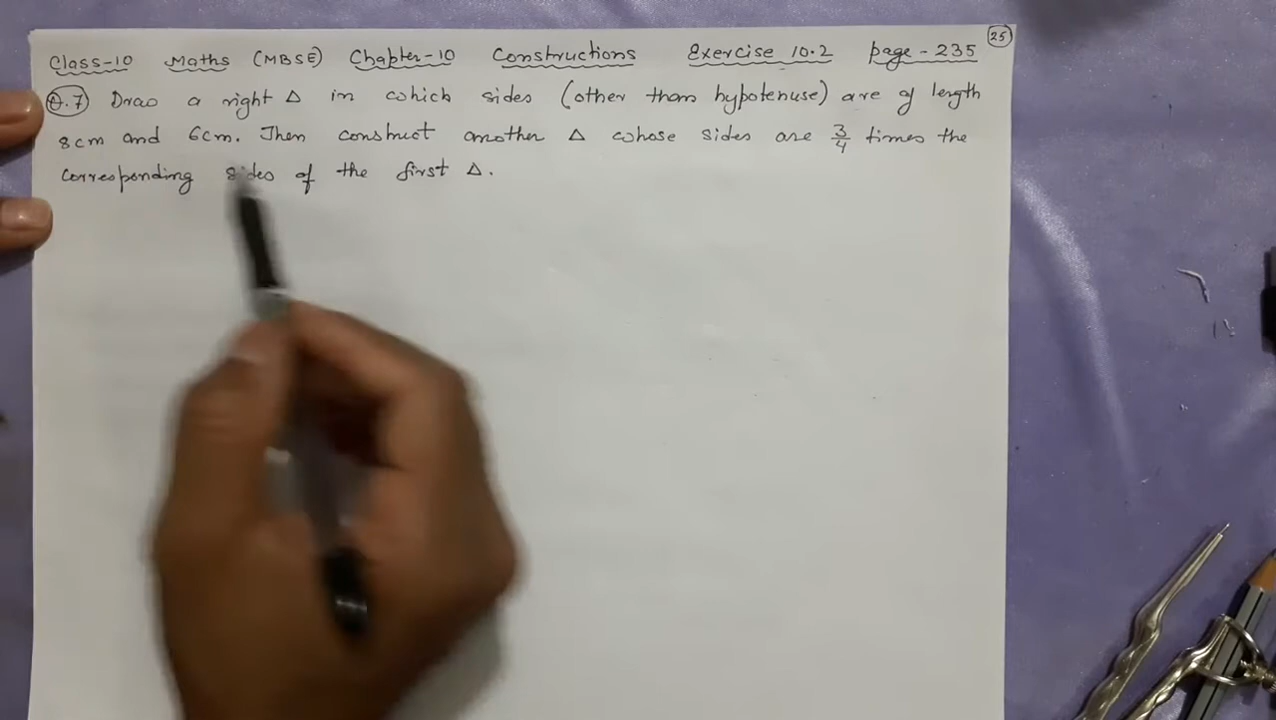 25
Class-10 Maths (MBSE) Chapter-10 Constructions Exercise 10.2 page - 235
Q.7 Draw a right Δ in which sides (other than hypotenuse) are of length
8cm and 6cm. Then construct another Δ whose sides are 3/4 times the
corresponding sides of the first Δ.